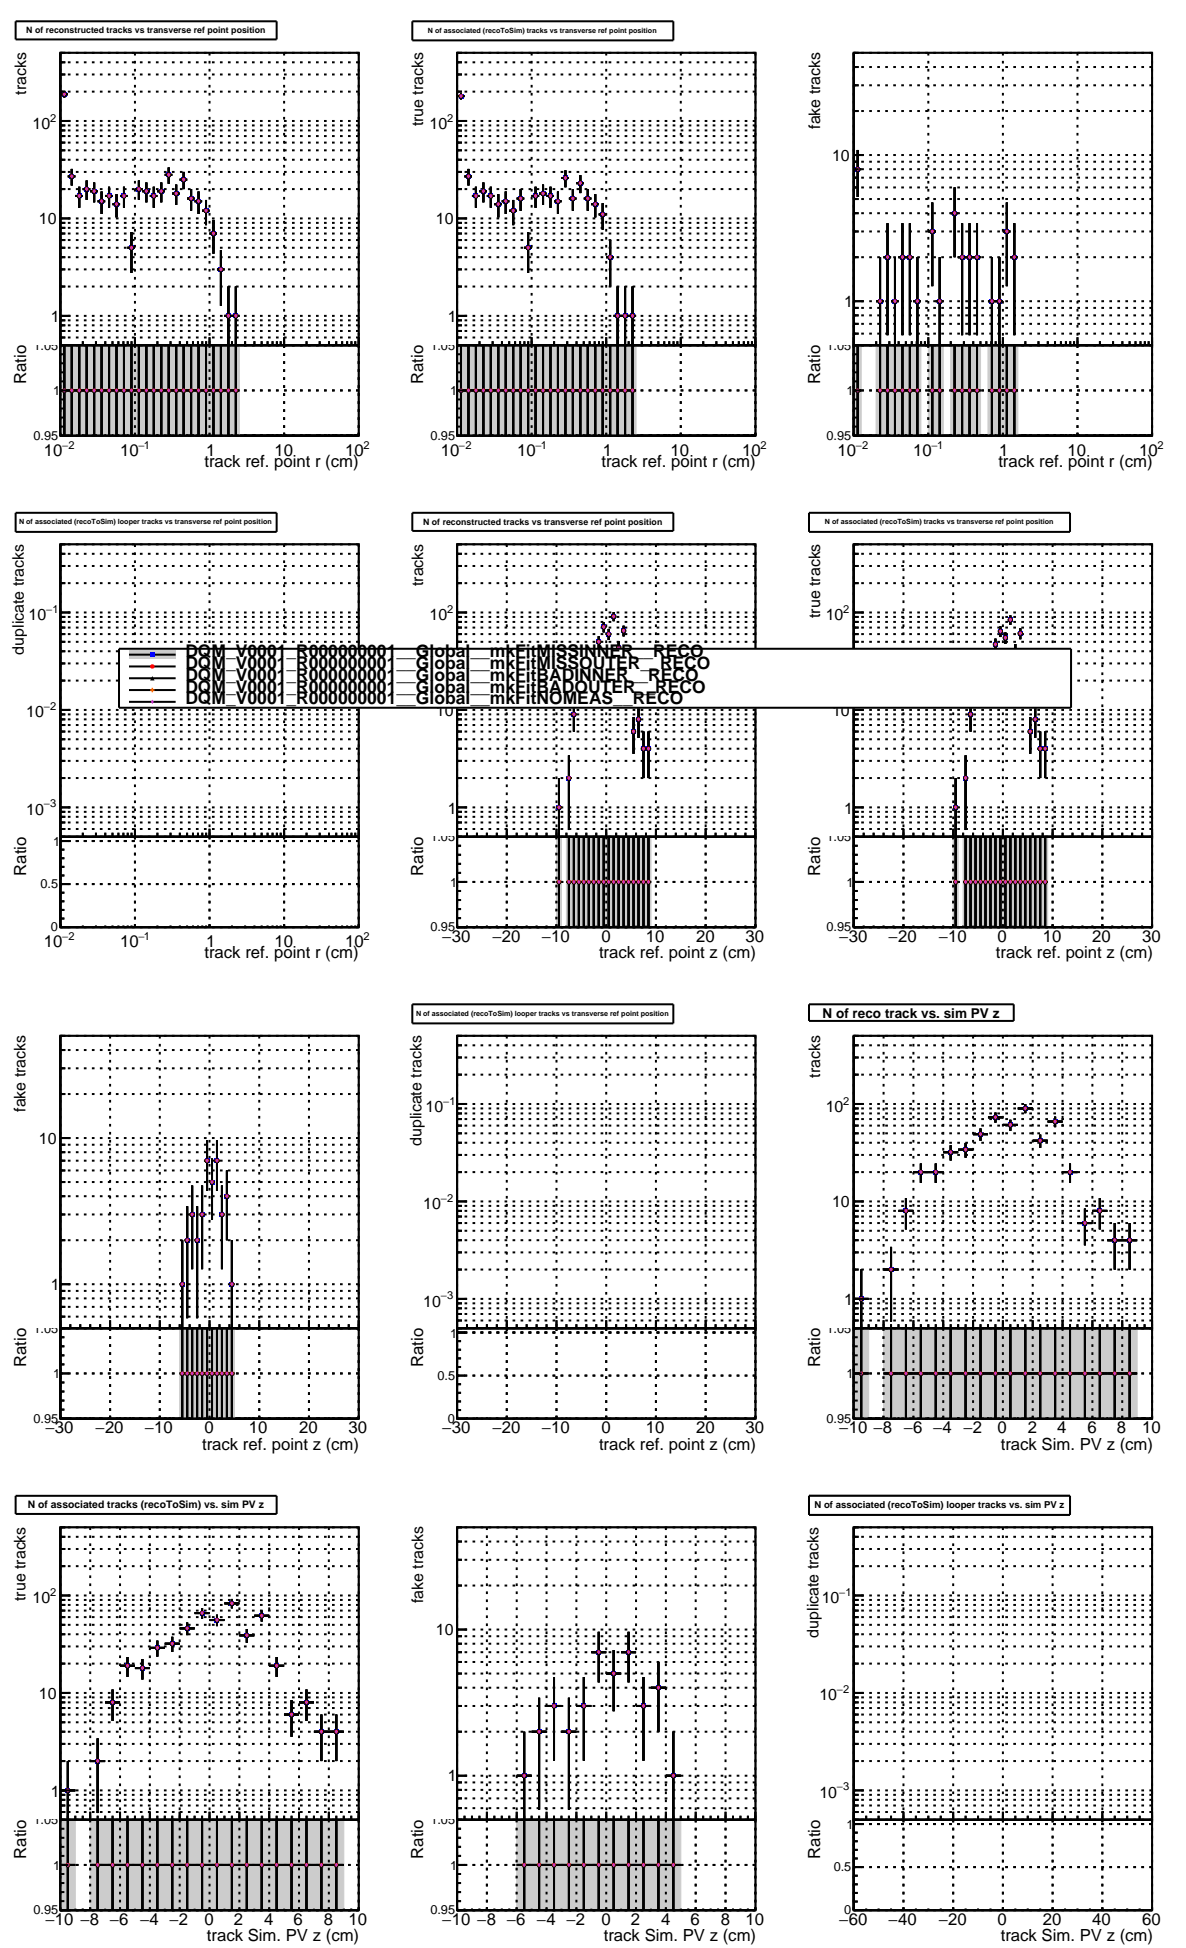 N of reconstructed tracks vs transverse ref point position
tracks
10²
10
1
Ratio
1.05
1
0.95
10⁻² 10⁻¹ 1 10 10²
track ref. point r (cm)
N of associated (recoToSim) tracks vs transverse ref point position
true tracks
10²
10
1
Ratio
1.05
1
0.95
10⁻² 10⁻¹ 1 10 10²
track ref. point r (cm)
fake tracks
10
1
Ratio
1.05
1
0.95
10⁻² 10⁻¹ 1 10 10²
track ref. point r (cm)
N of associated (recoToSim) looper tracks vs transverse ref point position
duplicate tracks
10⁻¹
10⁻²
10⁻³
Ratio
1
0.5
0
10⁻² 10⁻¹ 1 10 10²
track ref. point r (cm)
N of reconstructed tracks vs transverse ref point position
tracks
10²
10
1
Ratio
1.05
1
0.95
−30 −20 −10 0 10 20 30
track ref. point z (cm)
N of associated (recoToSim) tracks vs transverse ref point position
true tracks
10²
10
1
Ratio
1.05
1
0.95
−30 −20 −10 0 10 20 30
track ref. point z (cm)
DQM_V0001_R000000001__Global__mkFitMISSINNER__RECO
DQM_V0001_R000000001__Global__mkFitMISSOUTER__RECO
DQM_V0001_R000000001__Global__mkFitBADINNER__RECO
DQM_V0001_R000000001__Global__mkFitBADOUTER__RECO
DQM_V0001_R000000001__Global__mkFitNOMEAS__RECO
fake tracks
10
1
Ratio
1.05
1
0.95
−30 −20 −10 0 10 20 30
track ref. point z (cm)
N of associated (recoToSim) looper tracks vs transverse ref point position
duplicate tracks
10⁻¹
10⁻²
10⁻³
Ratio
1
0.5
0
−30 −20 −10 0 10 20 30
track ref. point z (cm)
N of reco track vs. sim PV z
tracks
10²
10
1
Ratio
1.05
1
0.95
−10 −8 −6 −4 −2 0 2 4 6 8 10
track Sim. PV z (cm)
N of associated tracks (recoToSim) vs. sim PV z
true tracks
10²
10
1
Ratio
1.05
1
0.95
−10 −8 −6 −4 −2 0 2 4 6 8 10
track Sim. PV z (cm)
fake tracks
10
1
Ratio
1.05
1
0.95
−10 −8 −6 −4 −2 0 2 4 6 8 10
track Sim. PV z (cm)
N of associated (recoToSim) looper tracks vs. sim PV z
duplicate tracks
10⁻¹
10⁻²
10⁻³
Ratio
1
0.5
0
−60 −40 −20 0 20 40 60
track Sim. PV z (cm)